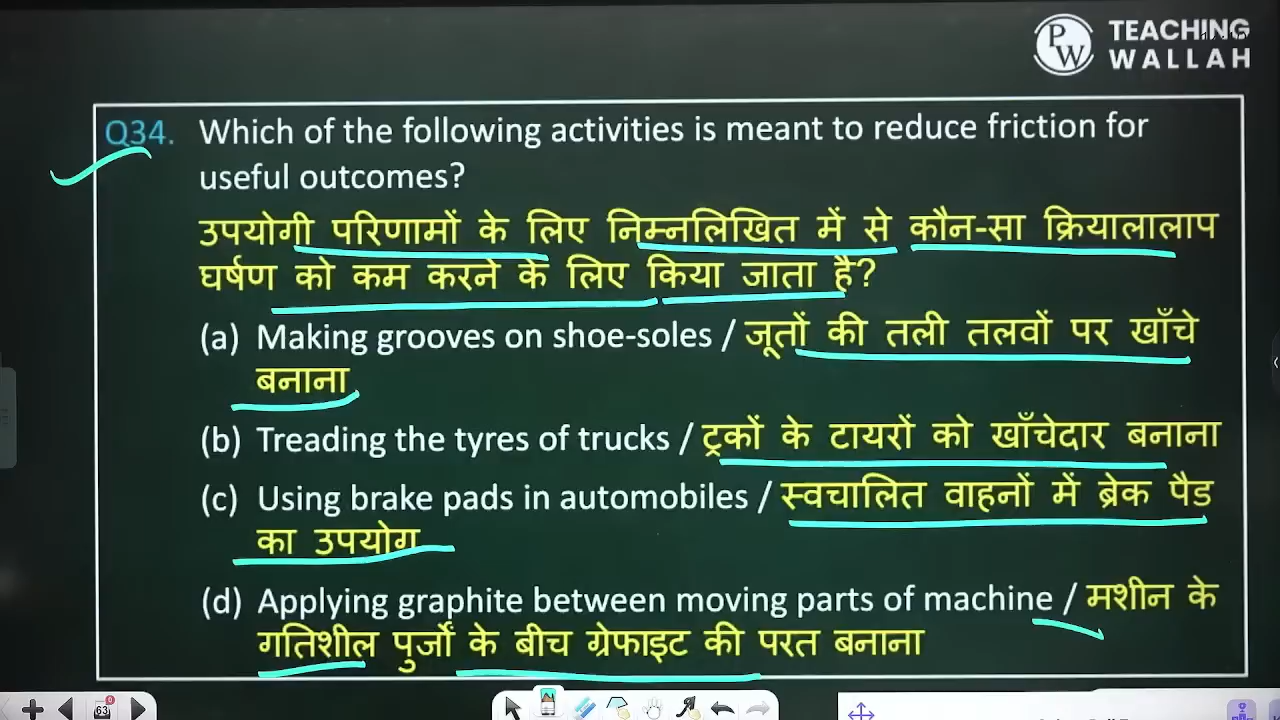 TEACHING
WALLAH
PW
Q34. Which of the following activities is meant to reduce friction for
useful outcomes?
उपयोगी परिणामों के लिए निम्नलिखित में से कौन-सा क्रियालालाप
घर्षण को कम करने के लिए किया जाता है?
(a) Making grooves on shoe-soles / जूतों की तली तलवों पर खाँचे
बनाना
(b) Treading the tyres of trucks / ट्रकों के टायरों को खाँचेदार बनाना
(c) Using brake pads in automobiles / स्वचालित वाहनों में ब्रेक पैड
का उपयोग
(d) Applying graphite between moving parts of machine / मशीन के
गतिशील पुर्जों के बीच ग्रेफाइट की परत बनाना
63